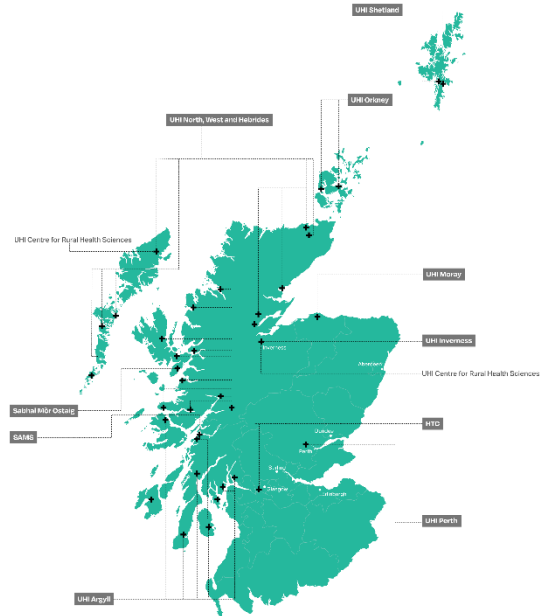 UHI Shetland
UHI Orkney
UHI North, West and Hebrides
UHI Centre for Rural Health Sciences
UHI Moray
UHI Inverness
Inverness
Aberdeen
UHI Centre for Rural Health Sciences
Sabhal Mòr Ostaig
SAMS
HTC
Dundee
Perth
Stirling
Glasgow
Edinburgh
UHI Perth
UHI Argyll